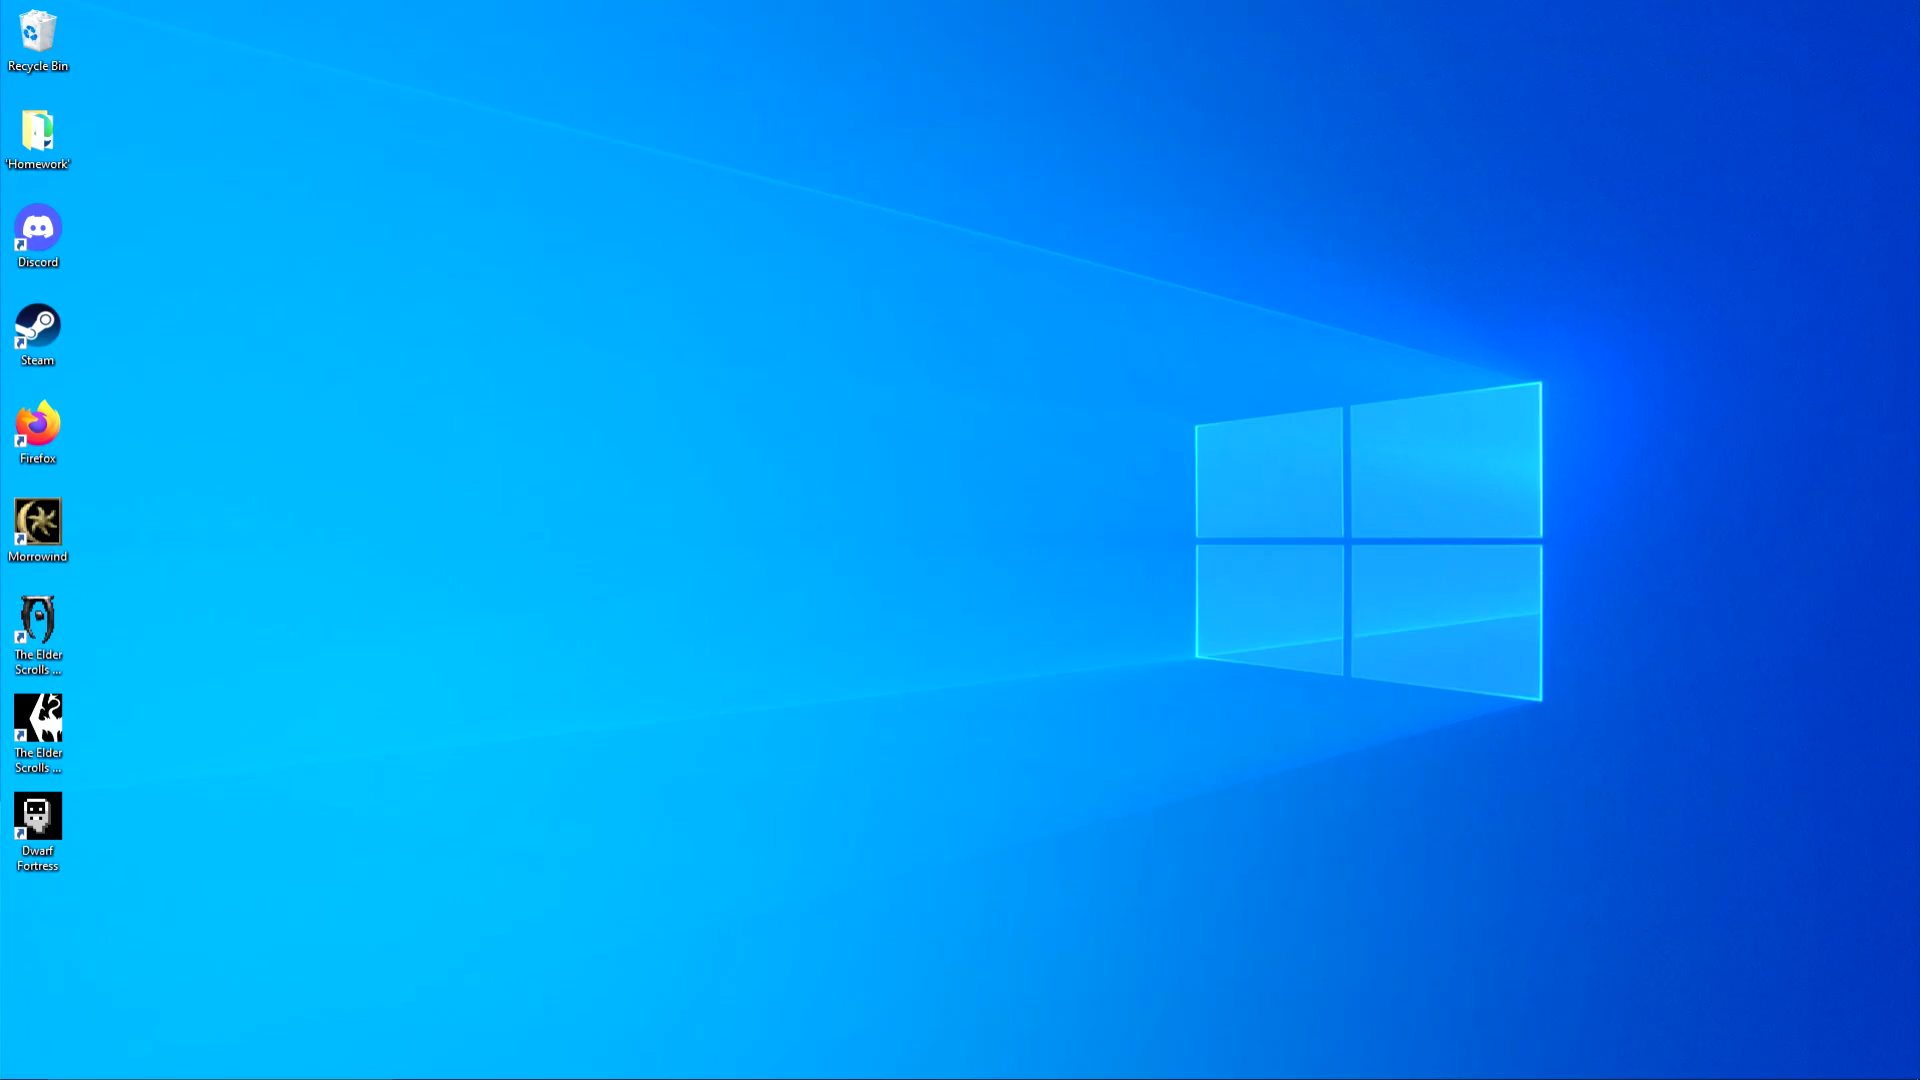 Recycle Bin
'Homework'
Discord
Steam
Firefox
Morrowind
The Elder
Scrolls ...
The Elder
Scrolls ...
Dwarf
Fortress